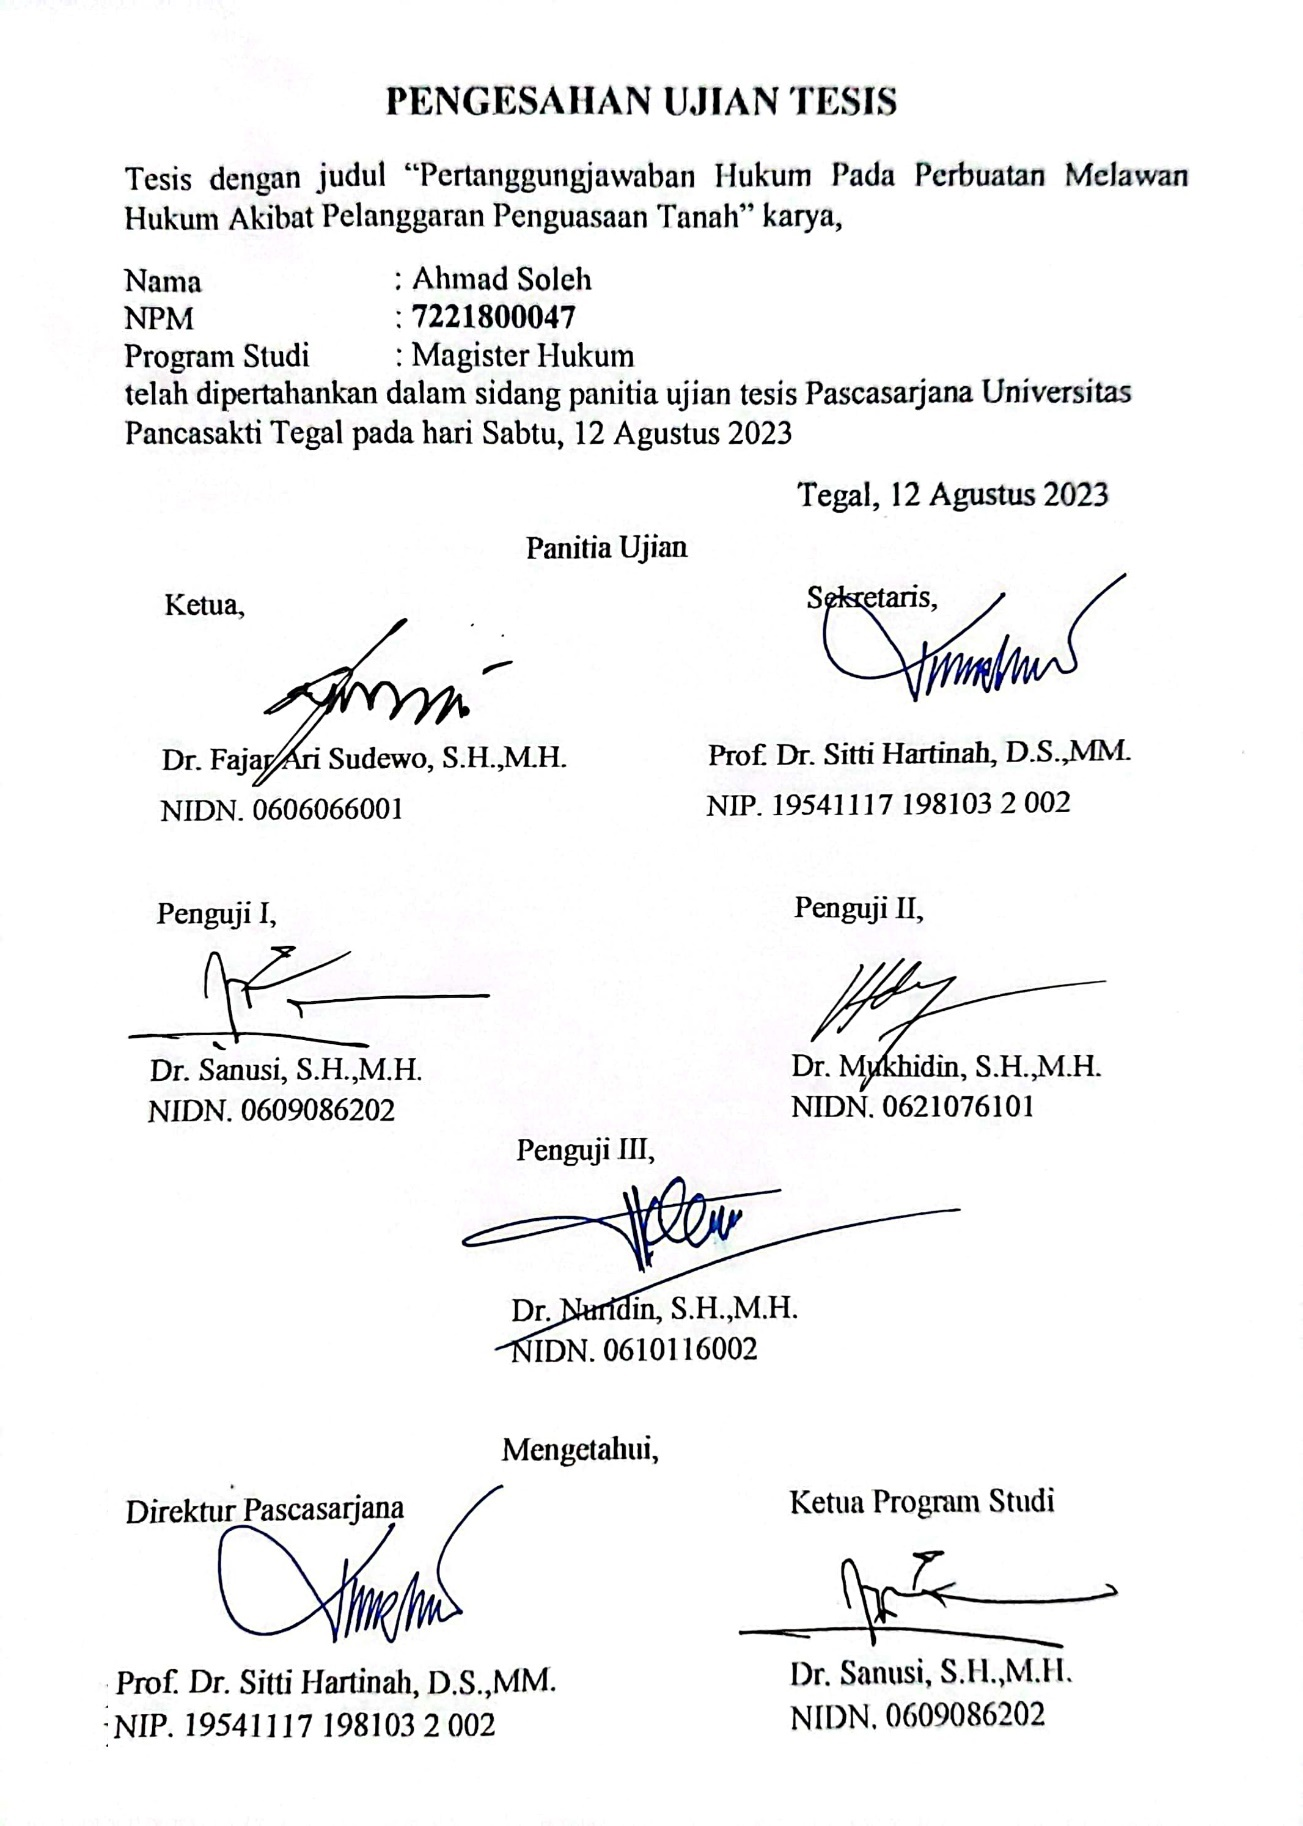 PENGESAHAN UJIAN TESIS
Tesis dengan judul “Pertanggungjawaban Hukum Pada Perbuatan Melawan
Hukum Akibat Pelanggaran Penguasaan Tanah” karya,
Nama : Ahmad Soleh
NPM : 7221800047
Program Studi : Magister Hukum
telah dipertahankan dalam sidang panitia ujian tesis Pascasarjana Universitas
Pancasakti Tegal pada hari Sabtu, 12 Agustus 2023
Tegal, 12 Agustus 2023
Panitia Ujian
Ketua,
Sekretaris,
Dr. Fajar Ari Sudewo, S.H.,M.H.
NIDN. 0606066001
Prof. Dr. Sitti Hartinah, D.S.,MM.
NIP. 19541117 198103 2 002
Penguji I,
Penguji II,
Dr. Sanusi, S.H.,M.H.
NIDN. 0609086202
Dr. Mukhidin, S.H.,M.H.
NIDN. 0621076101
Penguji III,
Dr. Nuridin, S.H.,M.H.
NIDN. 0610116002
Mengetahui,
Direktur Pascasarjana
Ketua Program Studi
Prof. Dr. Sitti Hartinah, D.S.,MM.
NIP. 19541117 198103 2 002
Dr. Sanusi, S.H.,M.H.
NIDN. 0609086202